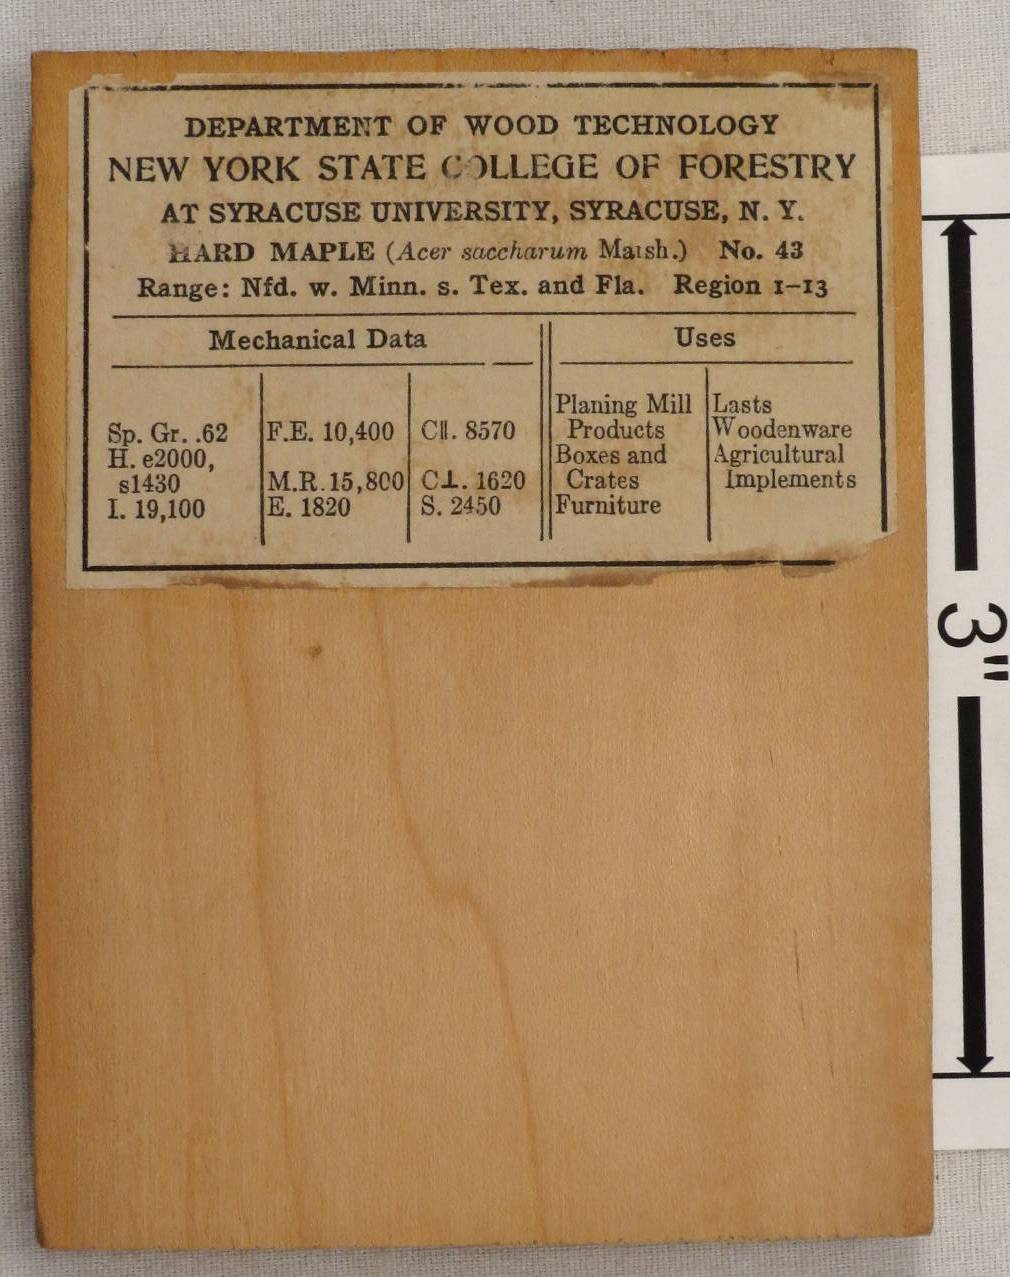 DEPARTMENT OF WOOD TECHNOLOGY
NEW YORK STATE COLLEGE OF FORESTRY
AT SYRACUSE UNIVERSITY, SYRACUSE, N. Y.
HARD MAPLE (Acer saccharum Marsh.) No. 43
Range: Nfd. w. Minn. s. Tex. and Fla. Region 1-13
Mechanical Data
Sp. Gr. .62
H. e2000,
s1430
I. 19,100
F.E. 10,400
M.R. 15,800
E. 1820
C||. 8570
C⊥. 1620
S. 2450
Uses
Planing Mill
Products
Boxes and
Crates
Furniture
Lasts
Woodenware
Agricultural
Implements
3"